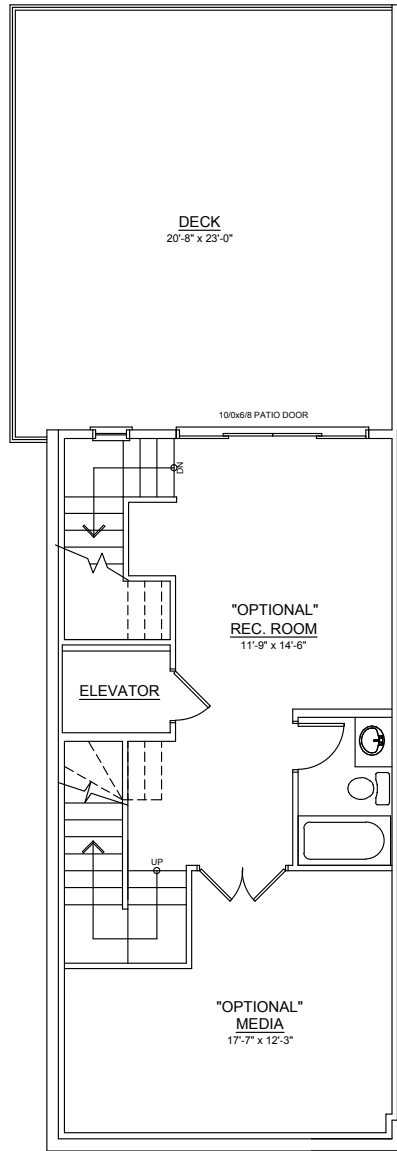 DECK
20'-8" x 23'-0"
10/0x6/8 PATIO DOOR
DN
"OPTIONAL"
REC. ROOM
11'-9" x 14'-6"
ELEVATOR
UP
"OPTIONAL"
MEDIA
17'-7" x 12'-3"